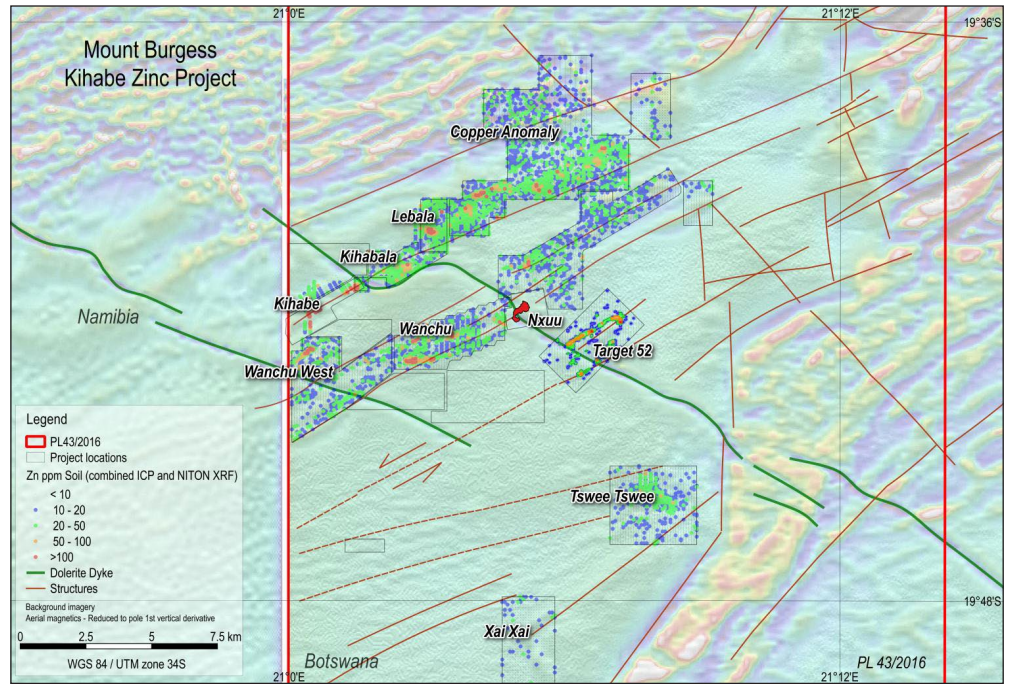 21°0'E
21°12'E
19°36'S
Mount Burgess
Kihabe Zinc Project
Copper Anomaly
Lebala
Kihabala
Kihabe
Namibia
Wanchu
Nxuu
Target 52
Wanchu West
Legend
PL43/2016
Project locations
Zn ppm Soil (combined ICP and NITON XRF)
< 10
10 - 20
20 - 50
50 - 100
>100
Dolerite Dyke
Structures
Background imagery
Aerial magnetics - Reduced to pole 1st vertical derivative
0 2.5 5 7.5 km
WGS 84 / UTM zone 34S
Tswee Tswee
19°48'S
Xai Xai
Botswana
PL 43/2016
21°0'E
21°12'E